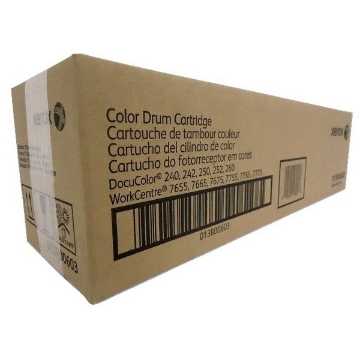 xerox
Color Drum Cartridge
Cartouche de tambour couleur
Cartucho del cilindro de color
Cartucho do fotorreceptor em cores
DocuColor® 240, 242, 250, 252, 260
WorkCentre® 7655, 7665, 7675, 7755, 7765, 7775
013R00603